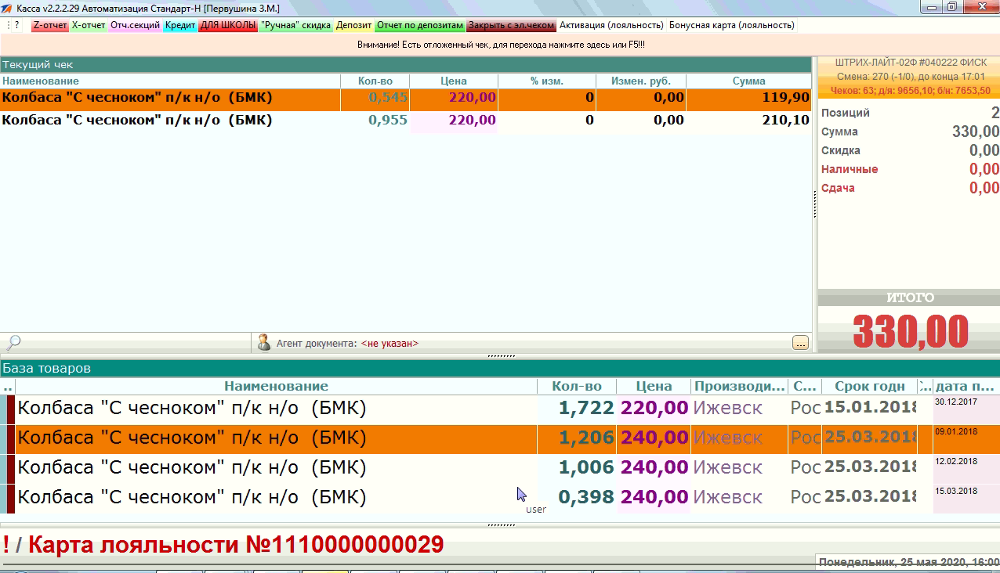 Касса v2.2.2.29 Автоматизация Стандарт-Н [Первушина З.М.]
? Z-отчет X-отчет Отч.секций Кредит ДЛЯ ШКОЛЫ "Ручная" скидка Депозит Отчет по депозитам Закрыть с эл.чеком Активация (лояльность) Бонусная карта (лояльность)
Внимание! Есть отложенный чек, для перехода нажмите здесь или F5!!!
Текущий чек
Наименование Кол-во Цена % изм. Измен. руб. Сумма
Колбаса "С чесноком" п/к н/о (БМК) 0,545 220,00 0 0,00 119,90
Колбаса "С чесноком" п/к н/о (БМК) 0,955 220,00 0 0,00 210,10
ШТРИХ-ЛАЙТ-02Ф #040222 ФИСК
Смена: 270 (-1/0), до конца 17:01
Чеков: 63; д/я: 9656,10; б/н: 7653,50
Позиций 2
Сумма 330,00
Скидка 0,00
Наличные 0,00
Сдача 0,00
ИТОГО
330,00
Агент документа: <не указан> ...
База товаров
.. Наименование Кол-во Цена Производи... С... Срок годн ... дата п...
Колбаса "С чесноком" п/к н/о (БМК) 1,722 220,00 Ижевск Рос 15.01.2018 30.12.2017
Колбаса "С чесноком" п/к н/о (БМК) 1,206 240,00 Ижевск Рос 25.03.2018 09.01.2018
Колбаса "С чесноком" п/к н/о (БМК) 1,006 240,00 Ижевск Рос 25.03.2018 12.02.2018
Колбаса "С чесноком" п/к н/о (БМК) 0,398 240,00 Ижевск Рос 25.03.2018 15.03.2018
user
! / Карта лояльности №1110000000029
Понедельник, 25 мая 2020, 16:00